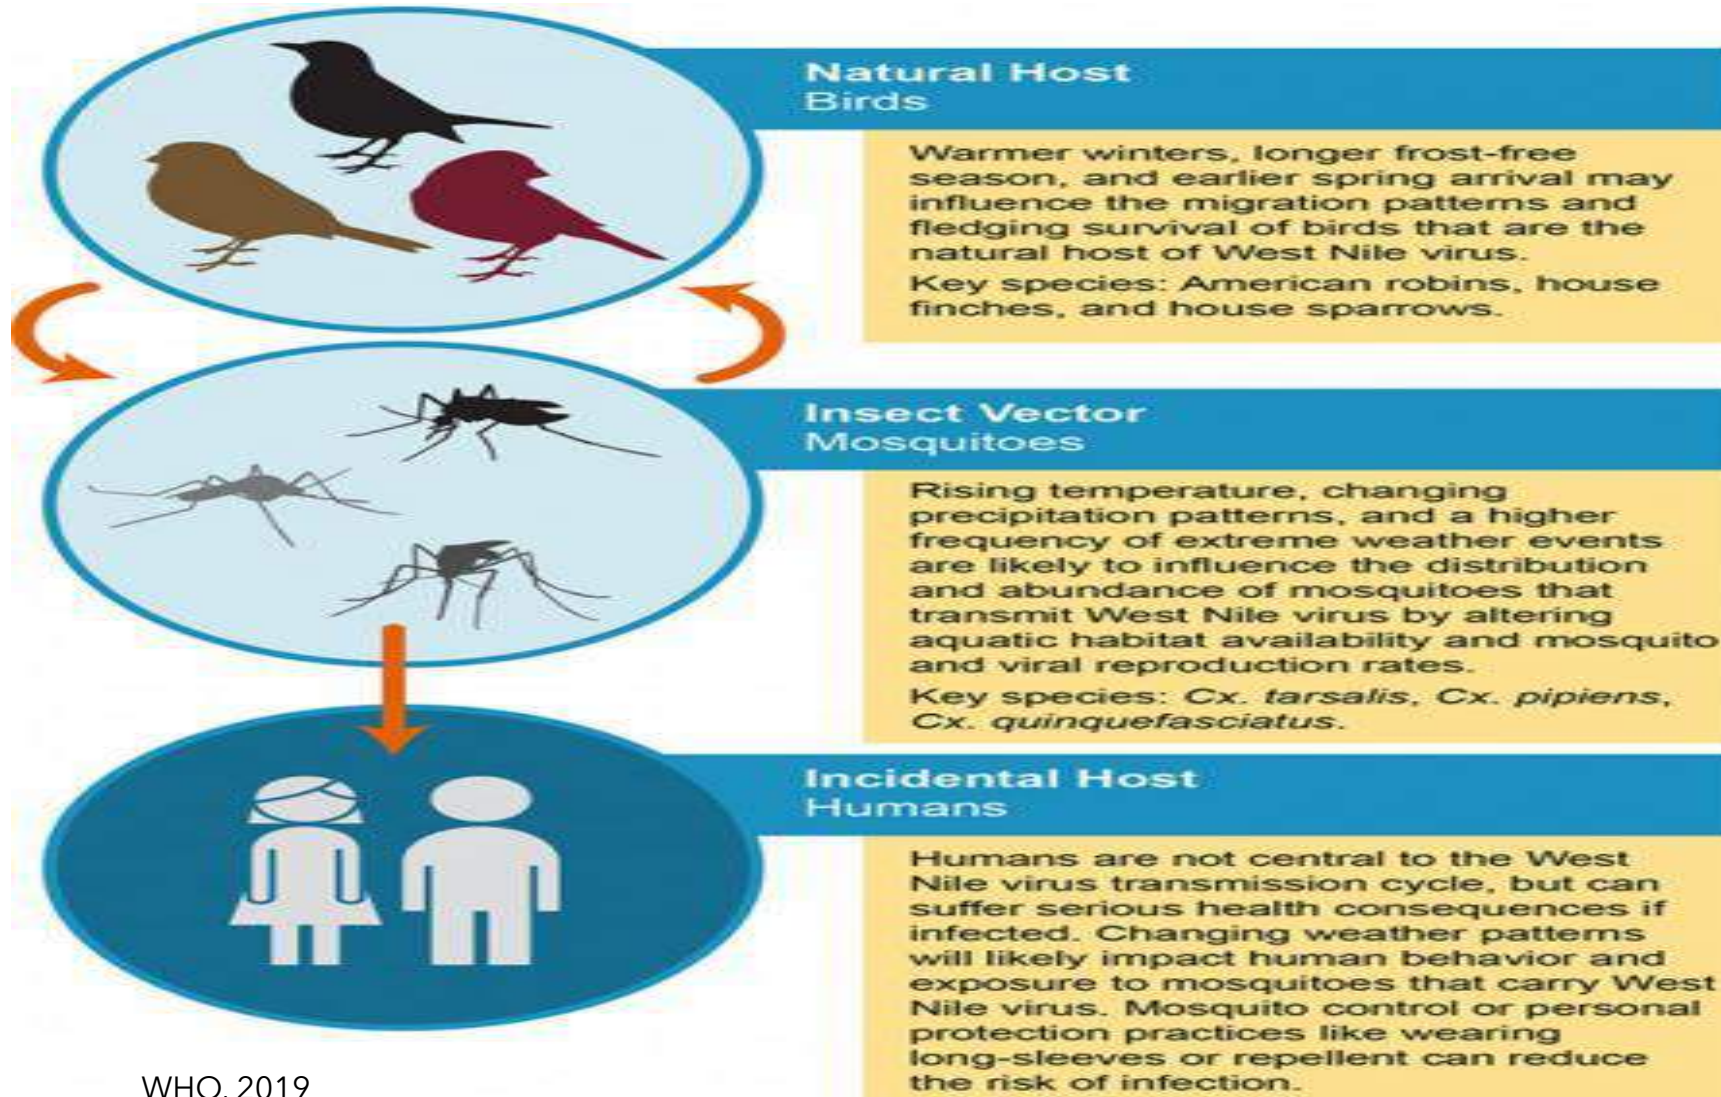 Natural Host
Birds
Warmer winters, longer frost-free
season, and earlier spring arrival may
influence the migration patterns and
fledging survival of birds that are the
natural host of West Nile virus.
Key species: American robins, house
finches, and house sparrows.
Insect Vector
Mosquitoes
Rising temperature, changing
precipitation patterns, and a higher
frequency of extreme weather events
are likely to influence the distribution
and abundance of mosquitoes that
transmit West Nile virus by altering
aquatic habitat availability and mosquito
and viral reproduction rates.
Key species: Cx. tarsalis, Cx. pipiens,
Cx. quinquefasciatus.
Incidental Host
Humans
Humans are not central to the West
Nile virus transmission cycle, but can
suffer serious health consequences if
infected. Changing weather patterns
will likely impact human behavior and
exposure to mosquitoes that carry West
Nile virus. Mosquito control or personal
protection practices like wearing
long-sleeves or repellent can reduce
the risk of infection.
WHO, 2019